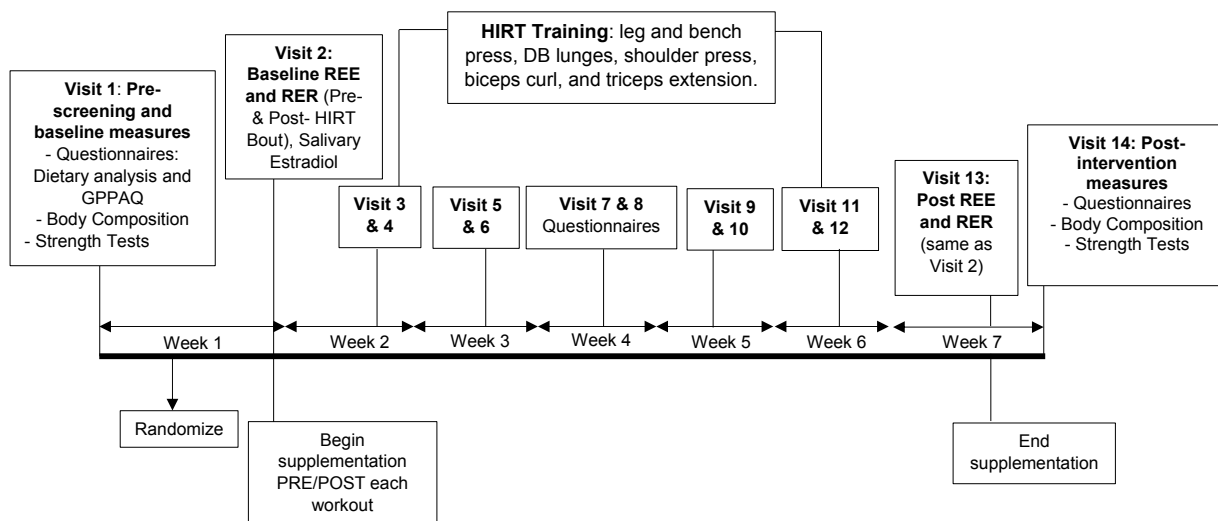 Visit 1: Pre-
screening and
baseline measures
- Questionnaires:
Dietary analysis and
GPPAQ
- Body Composition
- Strength Tests
Visit 2:
Baseline REE
and RER (Pre-
& Post- HIRT
Bout), Salivary
Estradiol
HIRT Training: leg and bench
press, DB lunges, shoulder press,
biceps curl, and triceps extension.
Visit 3
& 4
Visit 5
& 6
Visit 7 & 8
Questionnaires
Visit 9
& 10
Visit 11
& 12
Visit 13:
Post REE
and RER
(same as
Visit 2)
Visit 14: Post-
intervention
measures
- Questionnaires
- Body Composition
- Strength Tests
Week 1
Week 2
Week 3
Week 4
Week 5
Week 6
Week 7
Randomize
Begin
supplementation
PRE/POST each
workout
End
supplementation